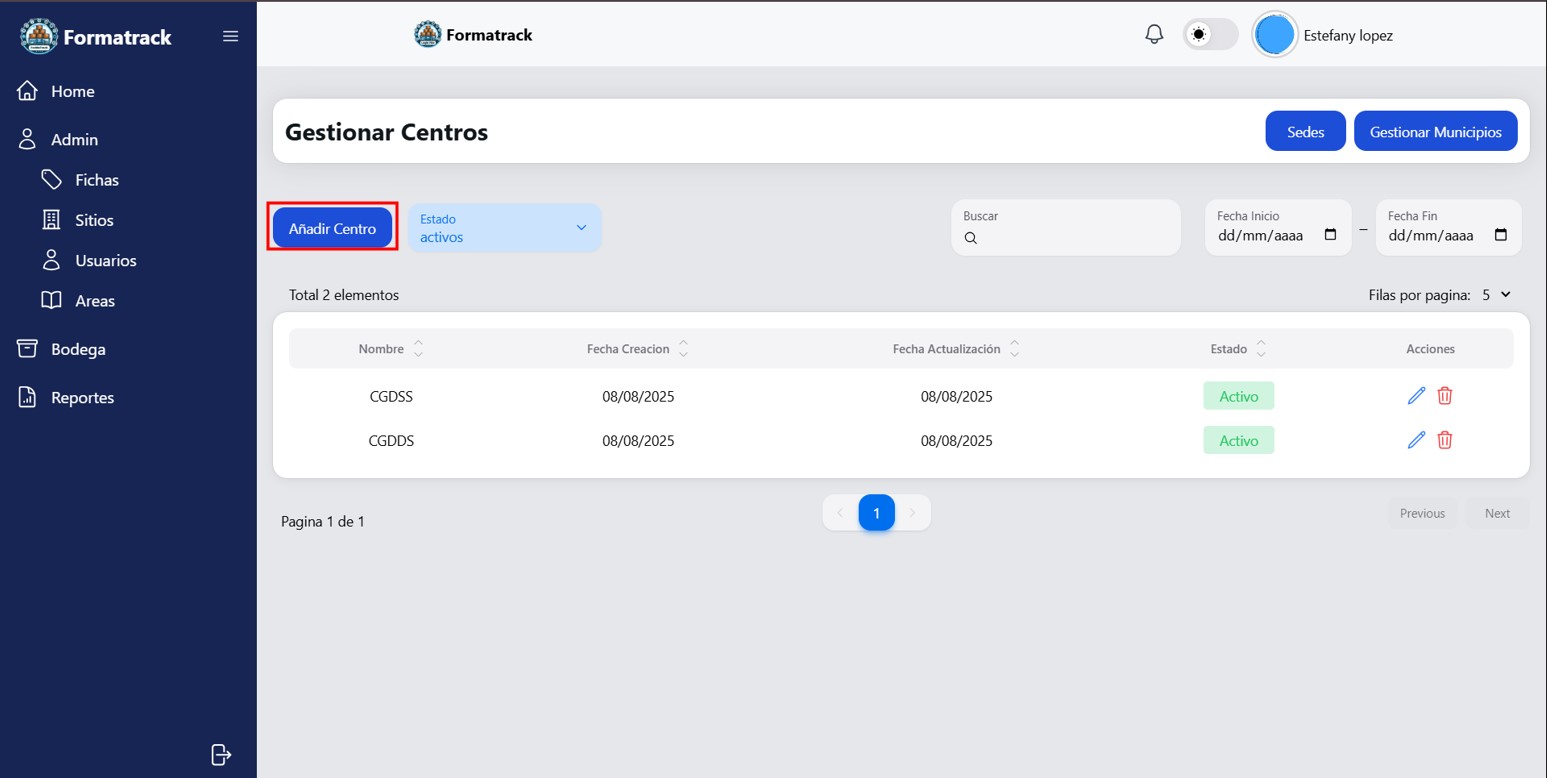 Formatrack
Formatrack
Estefany lopez
Home
Admin
Fichas
Sitios
Usuarios
Areas
Bodega
Reportes
Gestionar Centros
Sedes
Gestionar Municipios
Añadir Centro
Estado
activos
Buscar
Fecha Inicio
dd/mm/aaaa
–
Fecha Fin
dd/mm/aaaa
Total 2 elementos
Filas por pagina: 5
Nombre Fecha Creacion Fecha Actualización Estado Acciones
CGDSS 08/08/2025 08/08/2025 Activo
CGDDS 08/08/2025 08/08/2025 Activo
Pagina 1 de 1
1
Previous
Next